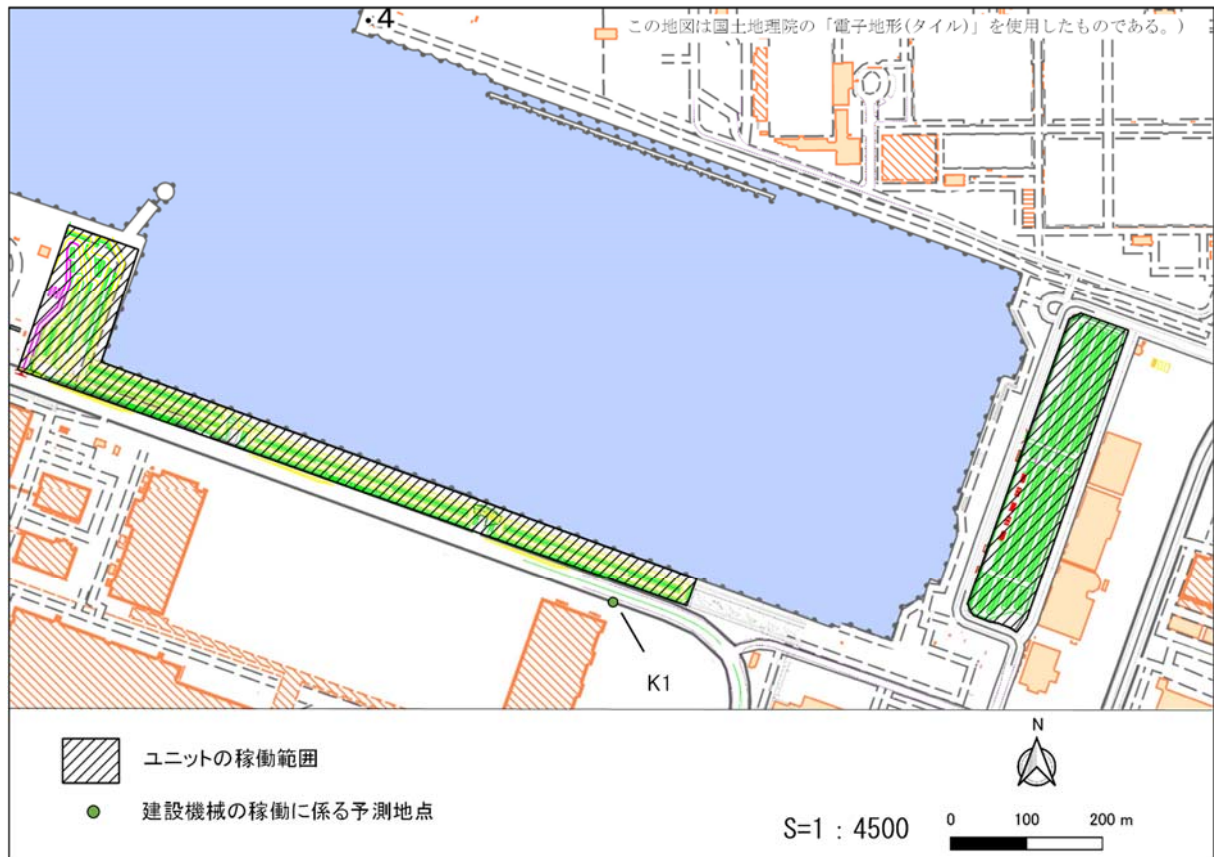 4
この地図は国土地理院の「電子地形(タイル)」を使用したものである。)
K1
ユニットの稼働範囲
建設機械の稼働に係る予測地点
N
S=1 : 4500
0 100 200 m